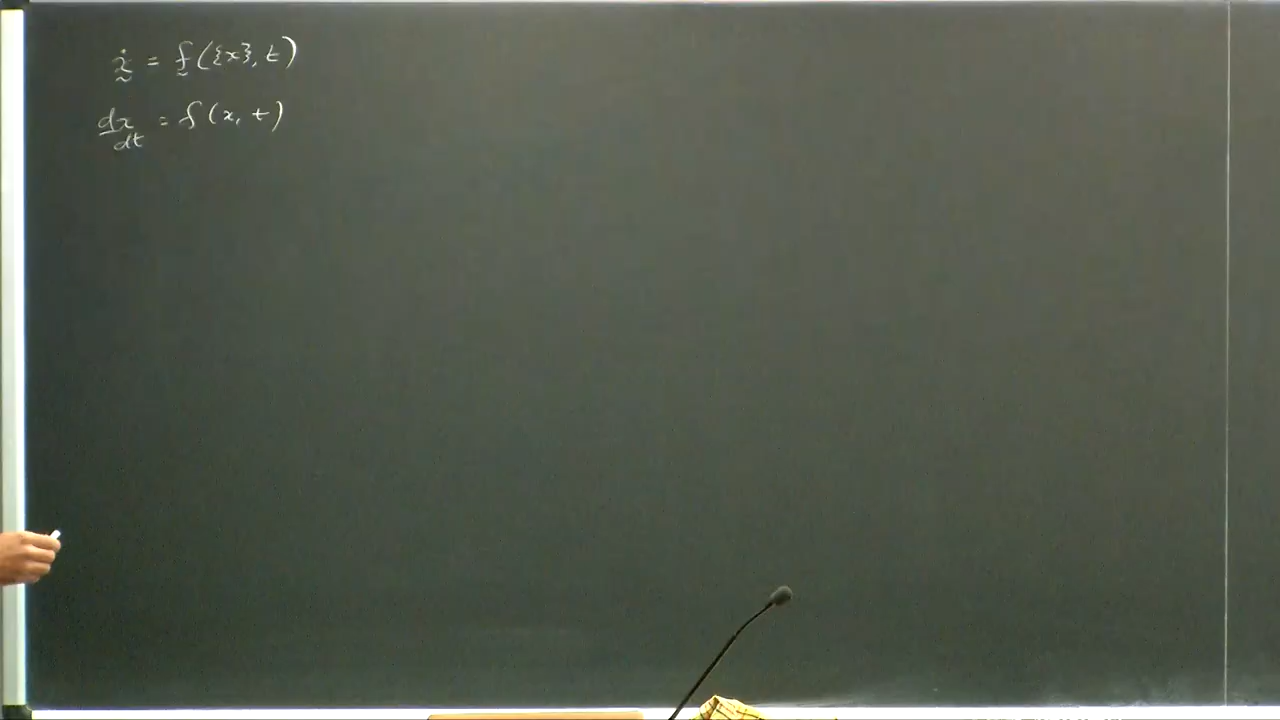 ẋ = f({x}, t)
dx/dt = f(x, t)